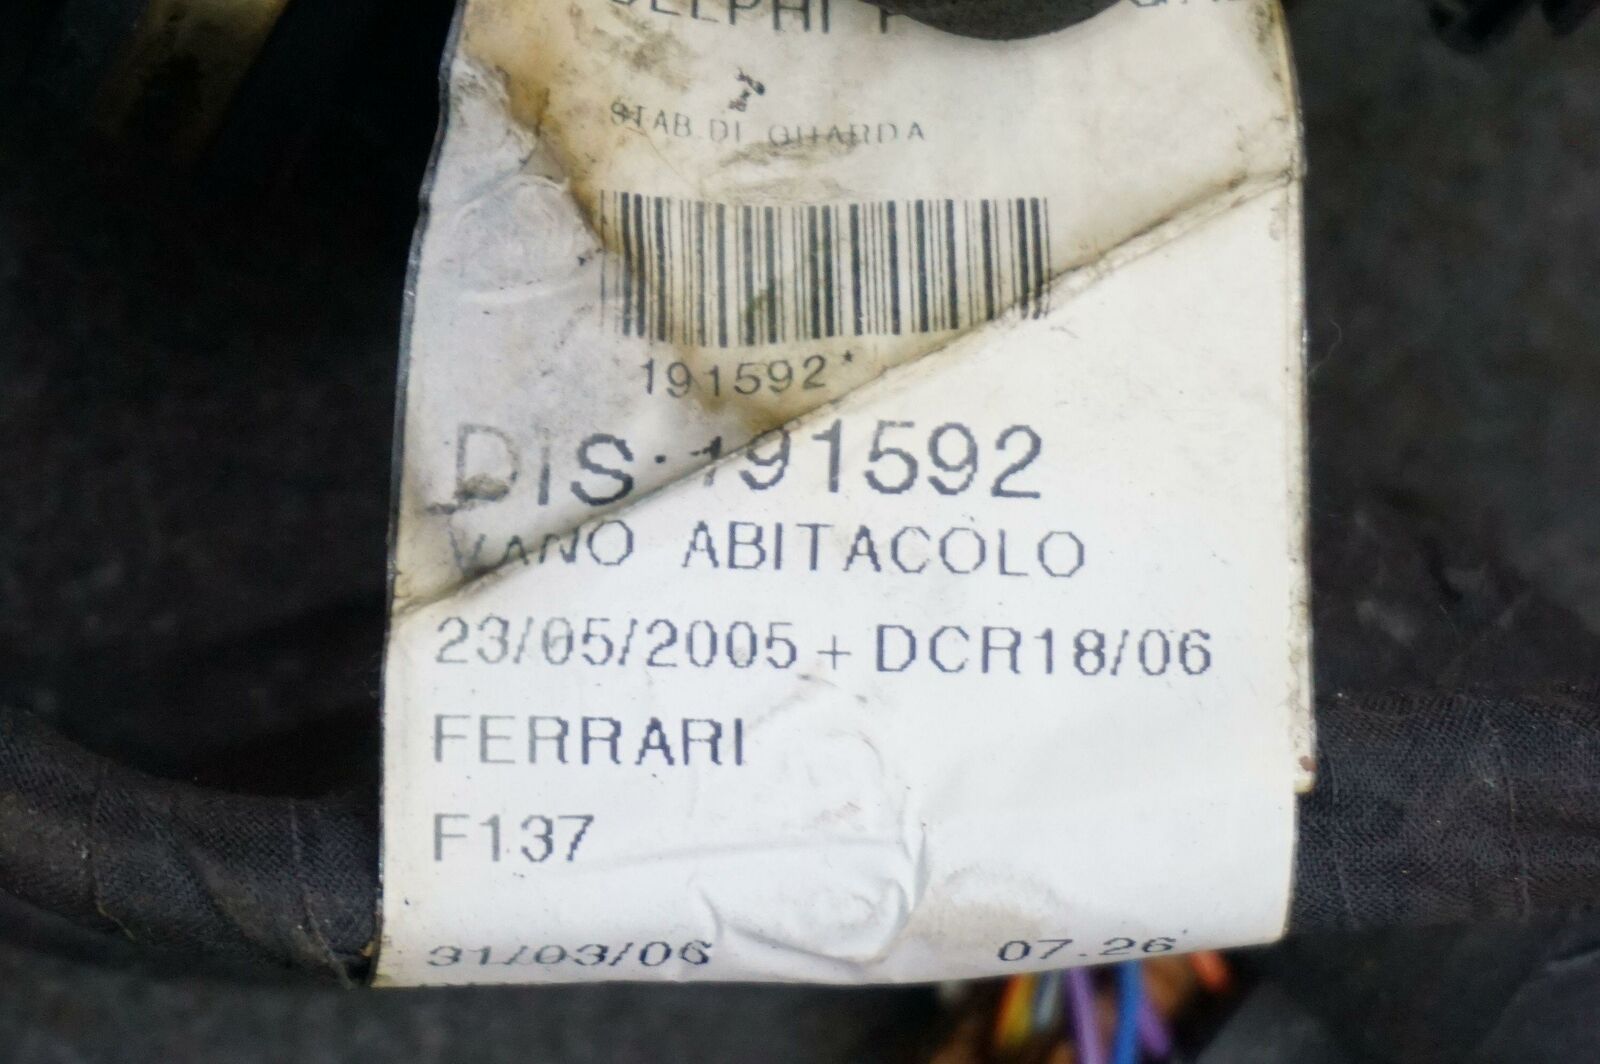 DELPHI
STAB.DI GUARDA
191592*
DIS:191592
VANO ABITACOLO
23/05/2005 + DCR18/06
FERRARI
F137
31/03/06 07.26